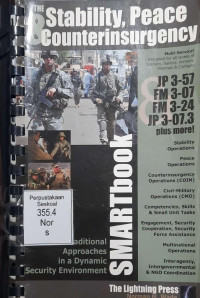 THE
Stability, Peace
& Counterinsurgency
SMARTbook
JP 3-57
FM 3-07
FM 3-24
JP 3-07.3
plus more!
Stability
Operations
Peace
Operations
Counterinsurgency
Operations (COIN)
Civil-Military
Operations (CMO)
Competencies, Skills
& Small Unit Tasks
Engagement, Security
Cooperation, Security
Force Assistance
Multinational
Operations
Interagency,
Intergovernmental
& NGO Coordination
Perpustakaan
Seskoal
355.4
Nor
s
Approaches
in a Dynamic
Security Environment
The Lightning Press
Norman M. Wade